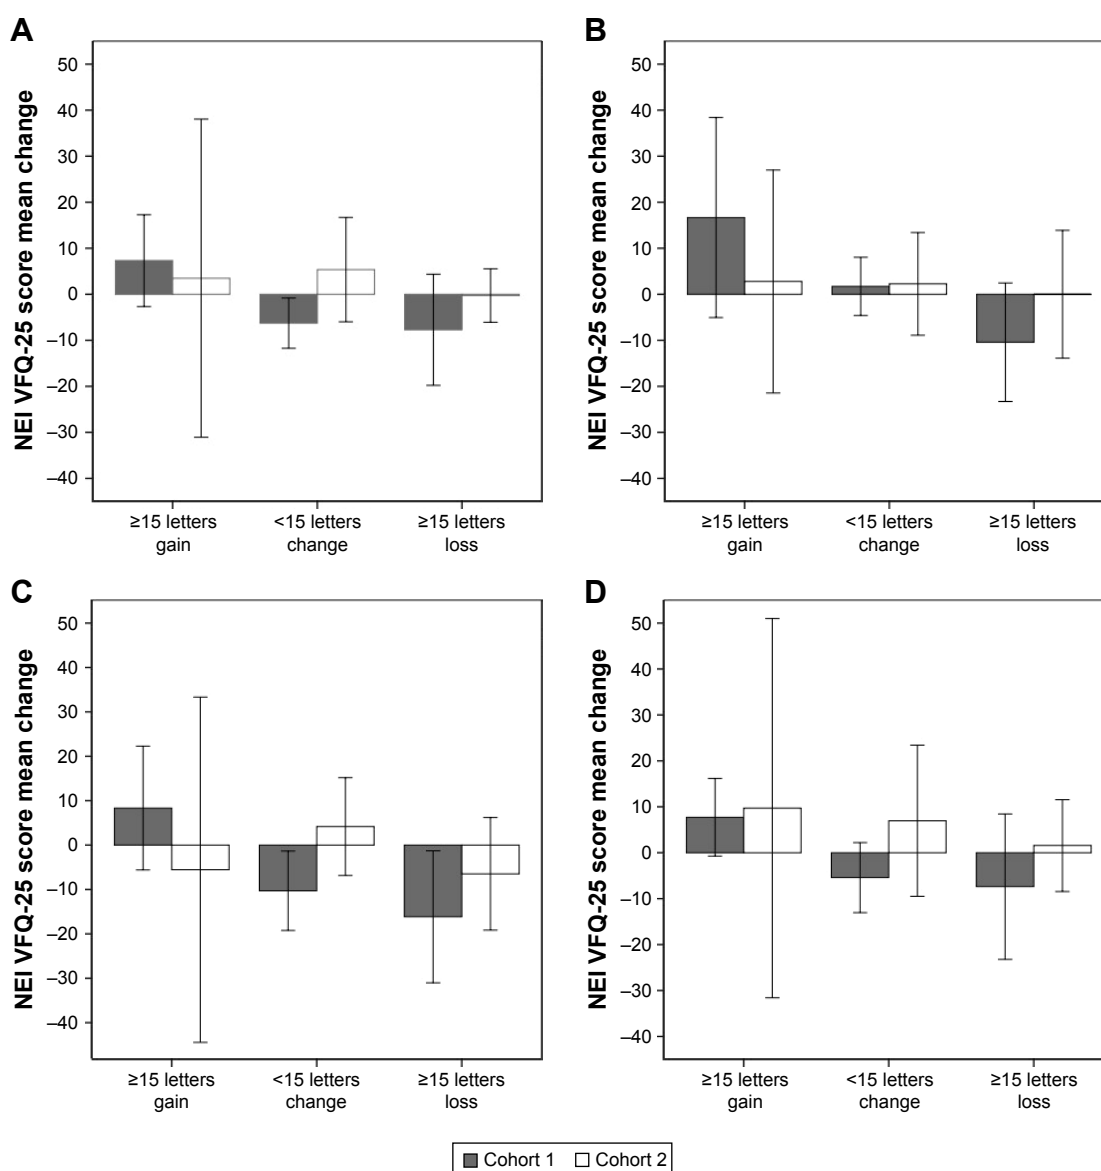 A
NEI VFQ-25 score mean change
50
40
30
20
10
0
–10
–20
–30
–40
≥15 letters
gain
<15 letters
change
≥15 letters
loss
B
NEI VFQ-25 score mean change
50
40
30
20
10
0
–10
–20
–30
–40
≥15 letters
gain
<15 letters
change
≥15 letters
loss
C
NEI VFQ-25 score mean change
50
40
30
20
10
0
–10
–20
–30
–40
≥15 letters
gain
<15 letters
change
≥15 letters
loss
D
NEI VFQ-25 score mean change
50
40
30
20
10
0
–10
–20
–30
–40
≥15 letters
gain
<15 letters
change
≥15 letters
loss
Cohort 1 Cohort 2